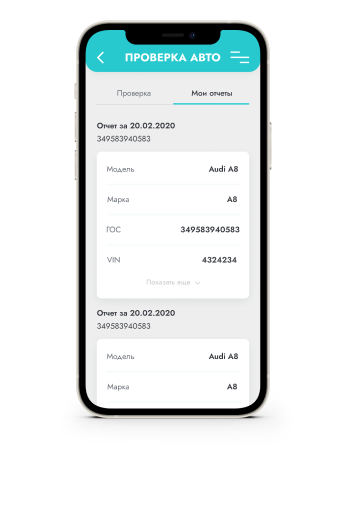 ПРОВЕРКА АВТО
Проверка Мои отчеты
Отчет за 20.02.2020
349583940583
Модель Audi A8
Марка A8
ГОС 349583940583
VIN 4324234
Показать еще
Отчет за 20.02.2020
349583940583
Модель Audi A8
Марка A8